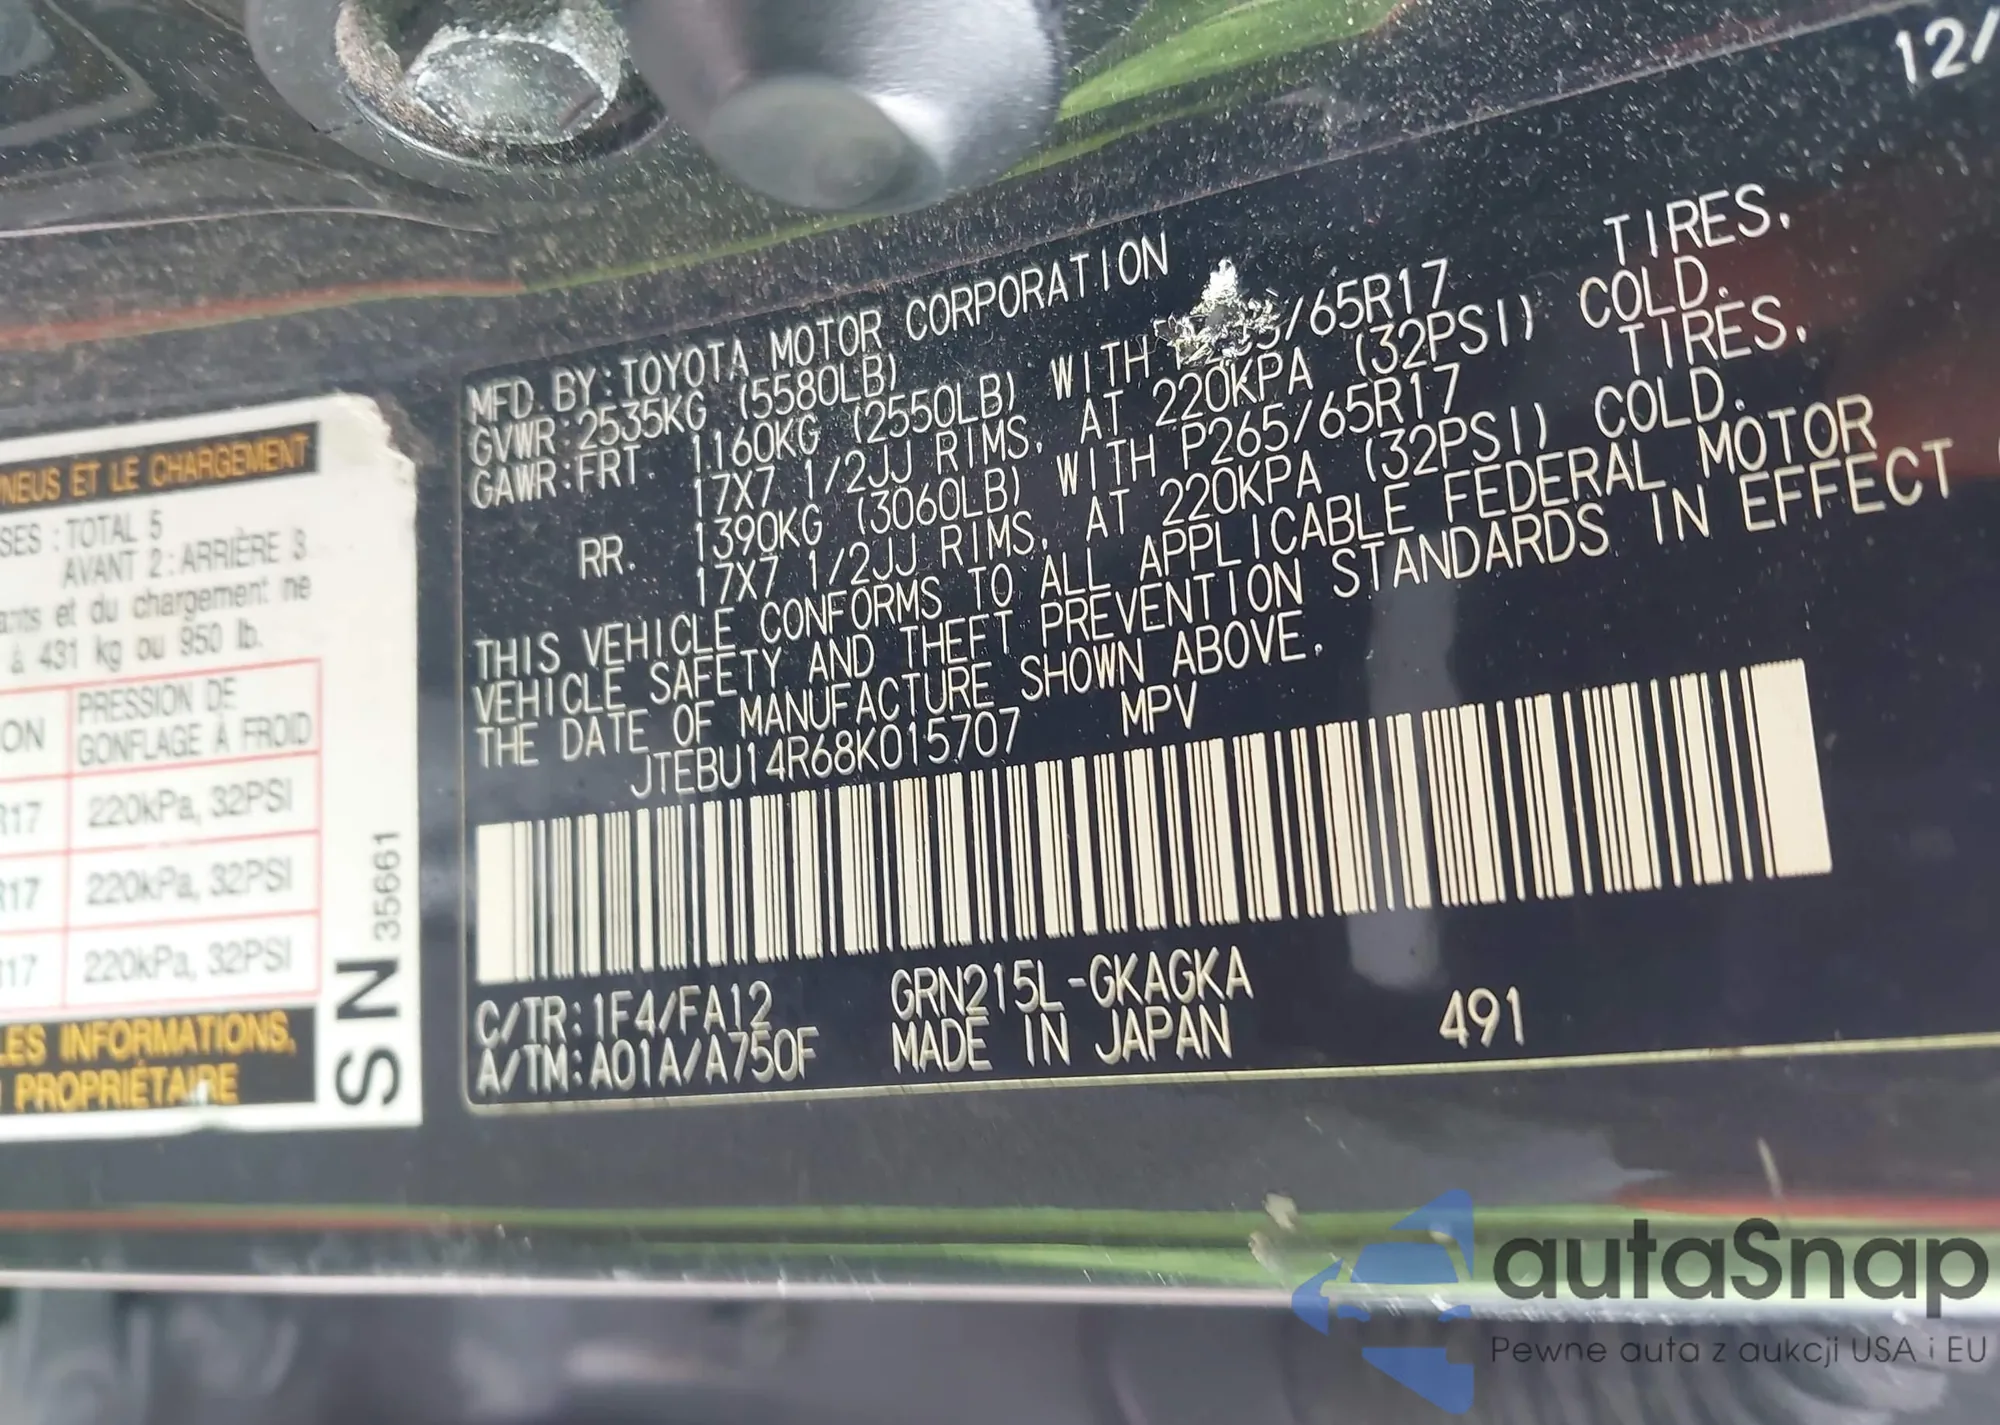 12/
MFD. BY: TOYOTA MOTOR CORPORATION
GVWR: 2535KG (5580LB)
GAWR: FRT. 1160KG (2550LB) WITH /65R17 TIRES,
17X7 1/2JJ RIMS, AT 220KPA (32PSI) COLD.
RR. 1390KG (3060LB) WITH P265/65R17 TIRES,
17X7 1/2JJ RIMS, AT 220KPA (32PSI) COLD.
THIS VEHICLE CONFORMS TO ALL APPLICABLE FEDERAL MOTOR
VEHICLE SAFETY AND THEFT PREVENTION STANDARDS IN EFFECT
THE DATE OF MANUFACTURE SHOWN ABOVE.
JTEBU14R68K015707 MPV
C/TR: 1F4/FA12 GRN215L-GKAGKA
A/TM: A01A/A750F MADE IN JAPAN 491
PNEUS ET LE CHARGEMENT
SES : TOTAL 5
AVANT 2 : ARRIÈRE 3
ants et du chargement ne
à 431 kg ou 950 lb.
ON PRESSION DE
GONFLAGE À FROID
R17 220kPa, 32PSI
R17 220kPa, 32PSI
R17 220kPa, 32PSI
LES INFORMATIONS,
PROPRIÉTAIRE
SN 35661
autaSnap
Pewne auta z aukcji USA i EU